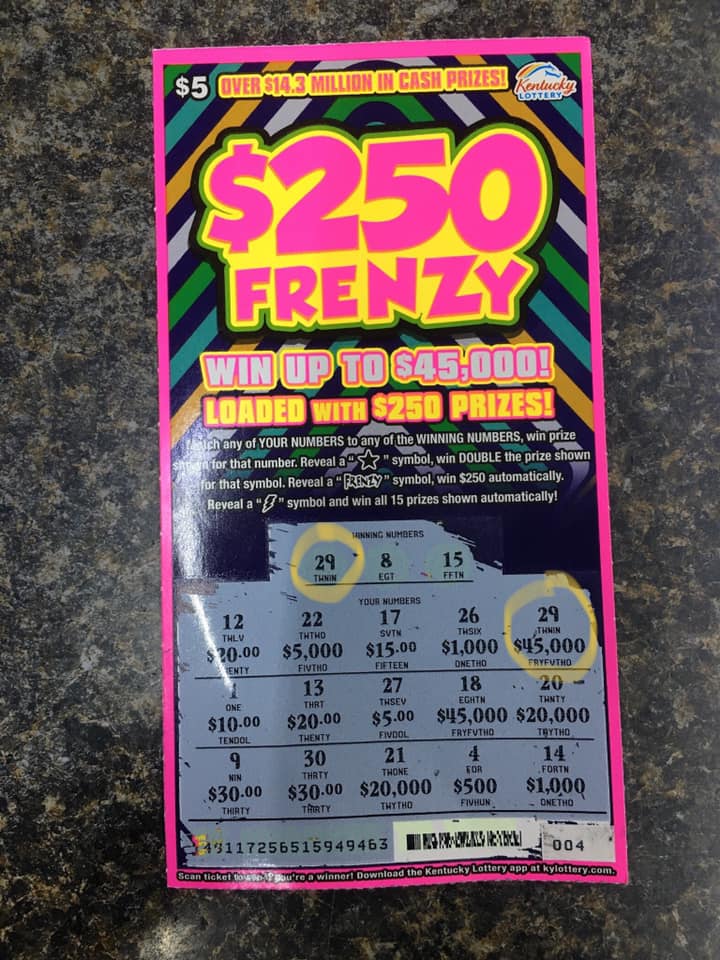 $5 OVER $14.3 MILLION IN CASH PRIZES! Kentucky
LOTTERY
$250
FRENZY
WIN UP TO $45,000!
LOADED WITH $250 PRIZES!
any of YOUR NUMBERS to any of the WINNING NUMBERS, win prize
for that number. Reveal a " " symbol, win DOUBLE the prize shown
for that symbol. Reveal a "FRENZY" symbol, win $250 automatically.
Reveal a " " symbol and win all 15 prizes shown automatically!
WINNING NUMBERS
29 8 15
TWNIN EGT FFTN
YOUR NUMBERS
12 22 17 26 29
TWLV TWTWO SVTN TWSIX TWNIN
$20.00 $5,000 $15.00 $1,000 $45,000
FIVTHO FIFTEEN ONETHO FRYFVTHO
1 13 27 18 20
ONE THRT TWSEV EGHTN TWNTY
$10.00 $20.00 $5.00 $45,000 $20,000
TENDOL TWENTY FIVDOL FRYFVTHO
9 30 21 4 14
NIN THRTY TWONE FOR FORTN
$30.00 $30.00 $20,000 $500 $1,000
THIRTY THIRTY TWYTHO FIVHUN ONETHO
004
Scan ticket to see if you're a winner! Download the Kentucky Lottery app at kylottery.com.